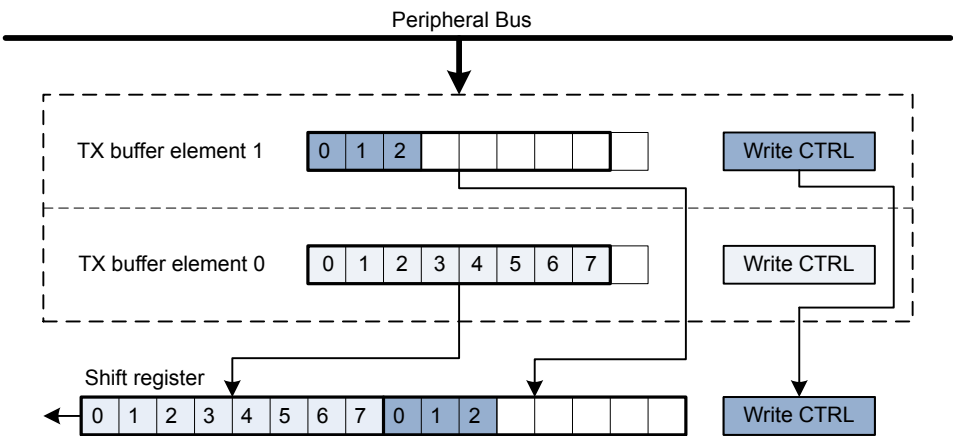 Peripheral Bus
TX buffer element 1 0 1 2 Write CTRL
TX buffer element 0 0 1 2 3 4 5 6 7 Write CTRL
Shift register
0 1 2 3 4 5 6 7 0 1 2 Write CTRL